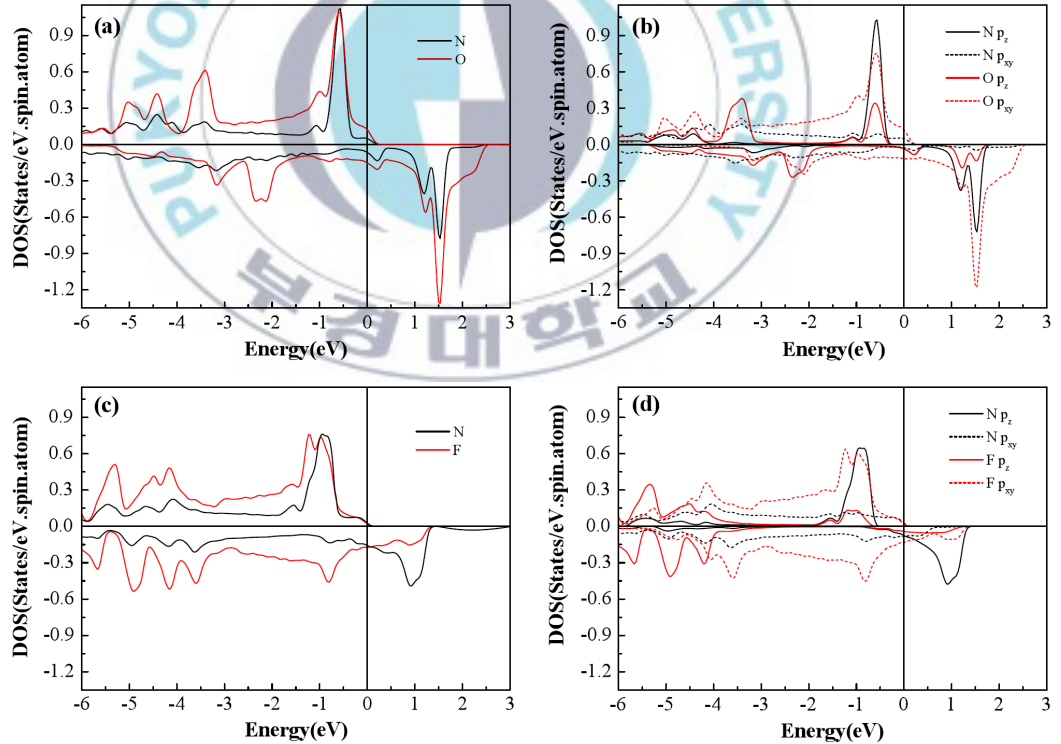 (a)
N
O
DOS(States/eV.spin.atom)
0.9
0.6
0.3
0.0
-0.3
-0.6
-0.9
-1.2
-6 -5 -4 -3 -2 -1 0 1 2 3
Energy(eV)
(b)
N pz
N pxy
O pz
O pxy
DOS(States/eV.spin.atom)
0.9
0.6
0.3
0.0
-0.3
-0.6
-0.9
-1.2
-6 -5 -4 -3 -2 -1 0 1 2 3
Energy(eV)
PUKYO
ERSITY
부경대학교
(c)
N
F
DOS(States/eV.spin.atom)
0.9
0.6
0.3
0.0
-0.3
-0.6
-0.9
-1.2
-6 -5 -4 -3 -2 -1 0 1 2 3
Energy(eV)
(d)
N pz
N pxy
F pz
F pxy
DOS(States/eV.spin.atom)
0.9
0.6
0.3
0.0
-0.3
-0.6
-0.9
-1.2
-6 -5 -4 -3 -2 -1 0 1 2 3
Energy(eV)